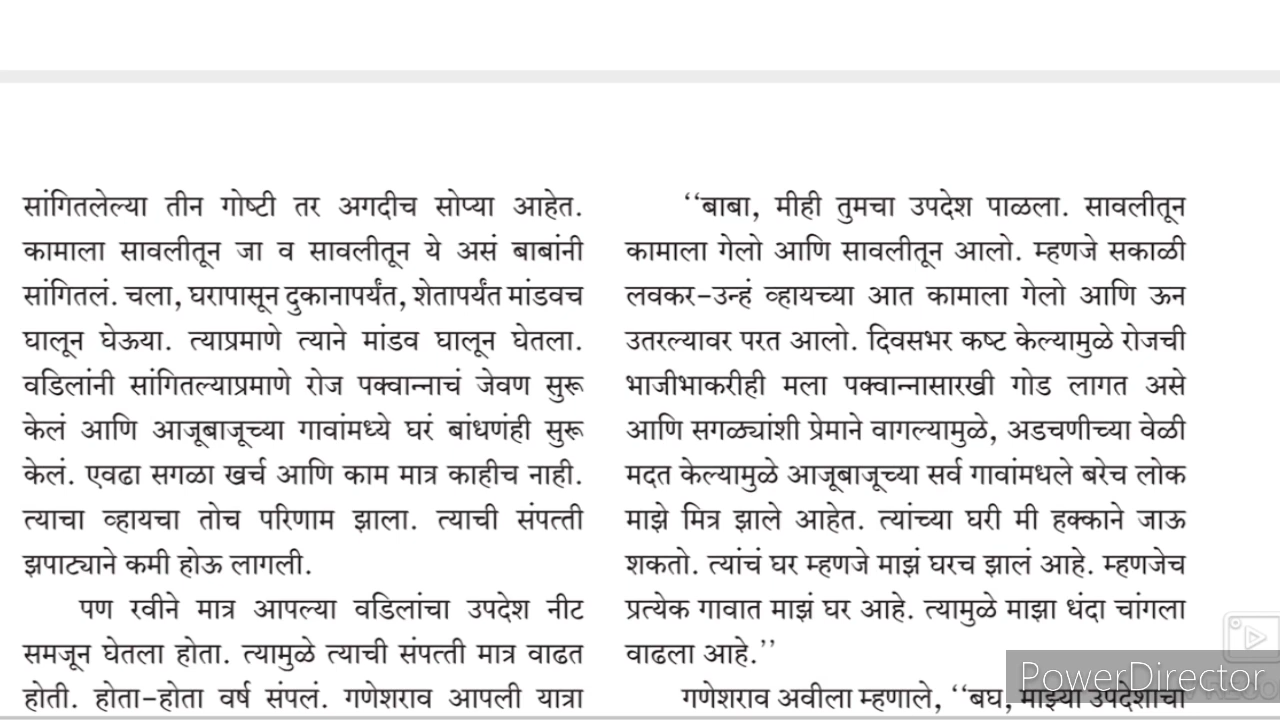 सांगितलेल्या तीन गोष्टी तर अगदीच सोप्या आहेत.
कामाला सावलीतून जा व सावलीतून ये असं बाबांनी
सांगितलं. चला, घरापासून दुकानापर्यंत, शेतापर्यंत मांडवच
घालून घेऊया. त्याप्रमाणे त्याने मांडव घालून घेतला.
वडिलांनी सांगितल्याप्रमाणे रोज पक्वान्नाचं जेवण सुरू
केलं आणि आजूबाजूच्या गावांमध्ये घरं बांधणंही सुरू
केलं. एवढा सगळा खर्च आणि काम मात्र काहीच नाही.
त्याचा व्हायचा तोच परिणाम झाला. त्याची संपत्ती
झपाट्याने कमी होऊ लागली.
पण रवीने मात्र आपल्या वडिलांचा उपदेश नीट
समजून घेतला होता. त्यामुळे त्याची संपत्ती मात्र वाढत
होती. होता-होता वर्ष संपलं. गणेशराव आपली यात्रा
‘‘बाबा, मीही तुमचा उपदेश पाळला. सावलीतून
कामाला गेलो आणि सावलीतून आलो. म्हणजे सकाळी
लवकर-उन्हं व्हायच्या आत कामाला गेलो आणि ऊन
उतरल्यावर परत आलो. दिवसभर कष्ट केल्यामुळे रोजची
भाजीभाकरीही मला पक्वान्नासारखी गोड लागत असे
आणि सगळ्यांशी प्रेमाने वागल्यामुळे, अडचणीच्या वेळी
मदत केल्यामुळे आजूबाजूच्या सर्व गावांमधले बरेच लोक
माझे मित्र झाले आहेत. त्यांच्या घरी मी हक्काने जाऊ
शकतो. त्यांचं घर म्हणजे माझं घरच झालं आहे. म्हणजेच
प्रत्येक गावात माझं घर आहे. त्यामुळे माझा धंदा चांगला
वाढला आहे.’’
गणेशराव अवीला म्हणाले, ‘‘बघ, माझ्या उपदेशाचा
PowerDirector